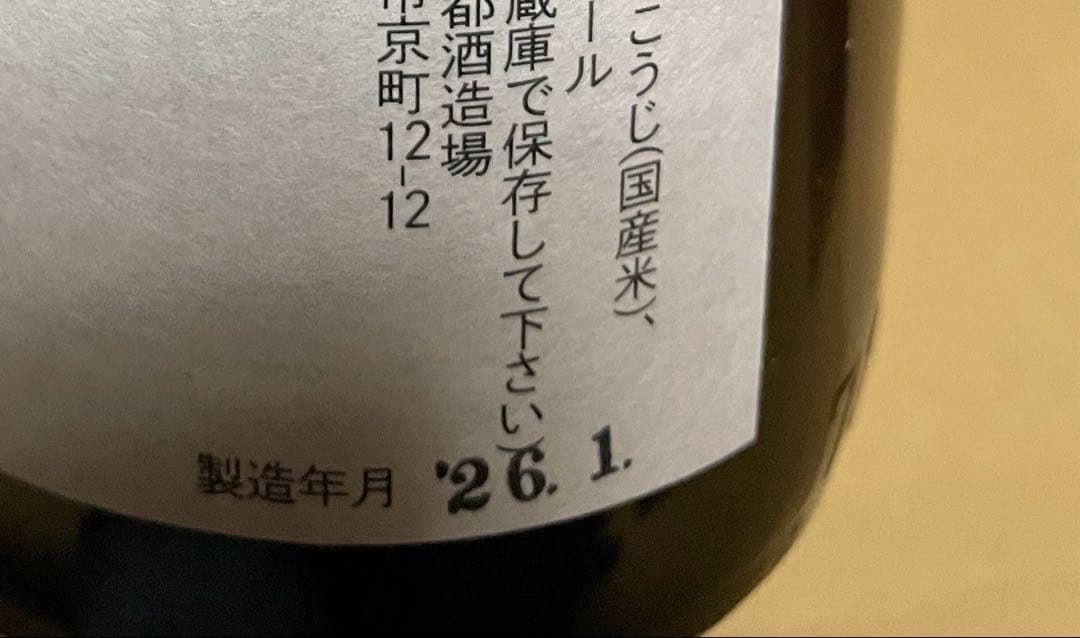 こうじ(国産米)、
ール
蔵庫で保存して下さい)
都酒造場
市京町12-12
製造年月 '26.1.